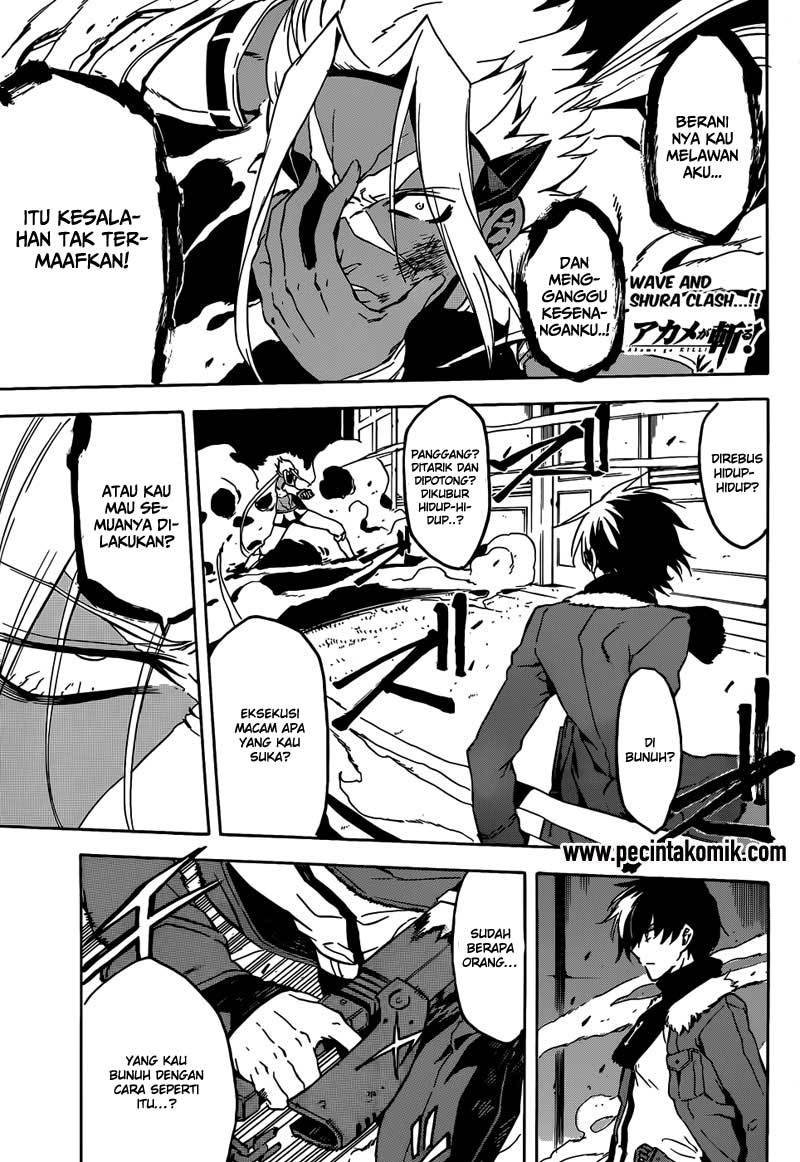 BERANI
NYA KAU
MELAWAN
AKU...
DAN
MENG-
GANGGU
KESENA-
NGANKU..!
ITU KESALA-
HAN TAK TER-
MAAFKAN!
WAVE AND
SHURA CLASH...!!
アカメが斬る!
Akame ga KILL!
DIREBUS
HIDUP-
HIDUP?
PANGGANG?
DITARIK DAN
DIPOTONG?
DIKUBUR
HIDUP-HI-
DUP..?
DI
BUNUH?
EKSEKUSI
MACAM APA
YANG KAU
SUKA?
ATAU KAU
MAU SE-
MUANYA DI-
LAKUKAN?
www.pecintakomik.com
SUDAH
BERAPA
ORANG...
YANG KAU
BUNUH DENGAN
CARA SEPERTI
ITU...?